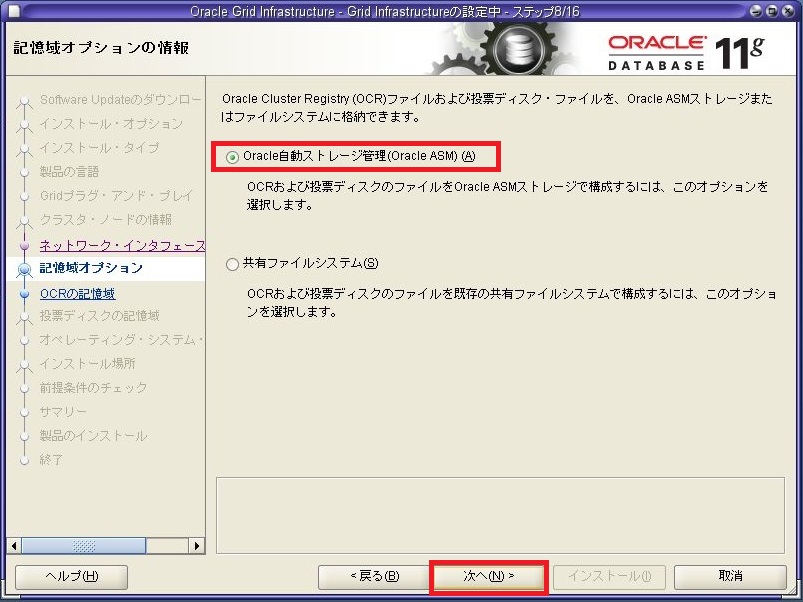 Oracle Grid Infrastructure - Grid Infrastructureの設定中 - ステップ8/16
記憶域オプションの情報
ORACLE
DATABASE
11g
Software Updateのダウンロー
インストール・オプション
インストール・タイプ
製品の言語
Gridプラグ・アンド・プレイ
クラスタ・ノードの情報
ネットワーク・インタフェース
記憶域オプション
OCRの記憶域
投票ディスクの記憶域
オペレーティング・システム・
インストール場所
前提条件のチェック
サマリー
製品のインストール
終了
Oracle Cluster Registry (OCR)ファイルおよび投票ディスク・ファイルを、Oracle ASMストレージまた
はファイルシステムに格納できます。
Oracle自動ストレージ管理(Oracle ASM) (A)
OCRおよび投票ディスクのファイルをOracle ASMストレージで構成するには、このオプションを
選択します。
共有ファイルシステム(S)
OCRおよび投票ディスクのファイルを既存の共有ファイルシステムで構成するには、このオプショ
ンを選択します。
ヘルプ(H)
< 戻る(B)
次へ(N) >
インストール(I)
取消